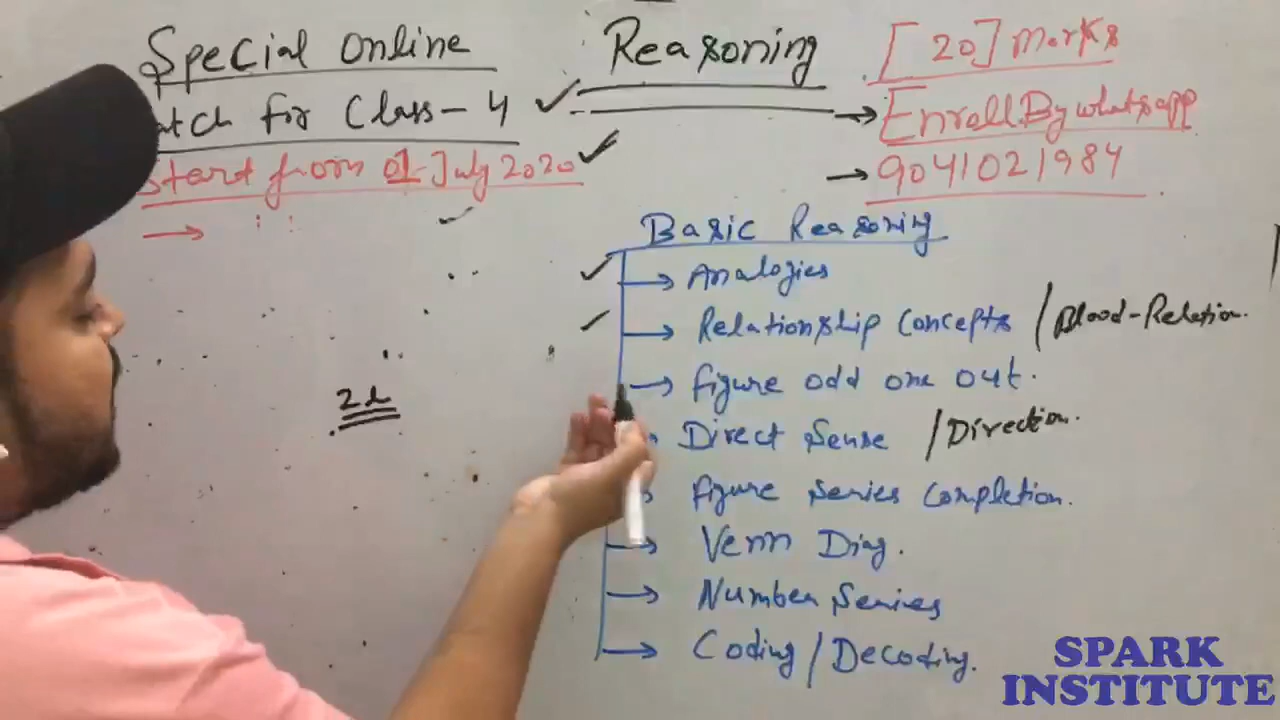 Special Online
atch for Class-4
Start from 01 July 2020
Reasoning
[20] Marks
Enroll By whatsapp
9041021984
Basic Reasoning
Analogies
Relationship Concepts / Blood-Relation.
figure odd one out.
Direct Sense / Direction.
figure series completion.
Venn Diag.
Number Series
Coding / Decoding.
SPARK
INSTITUTE